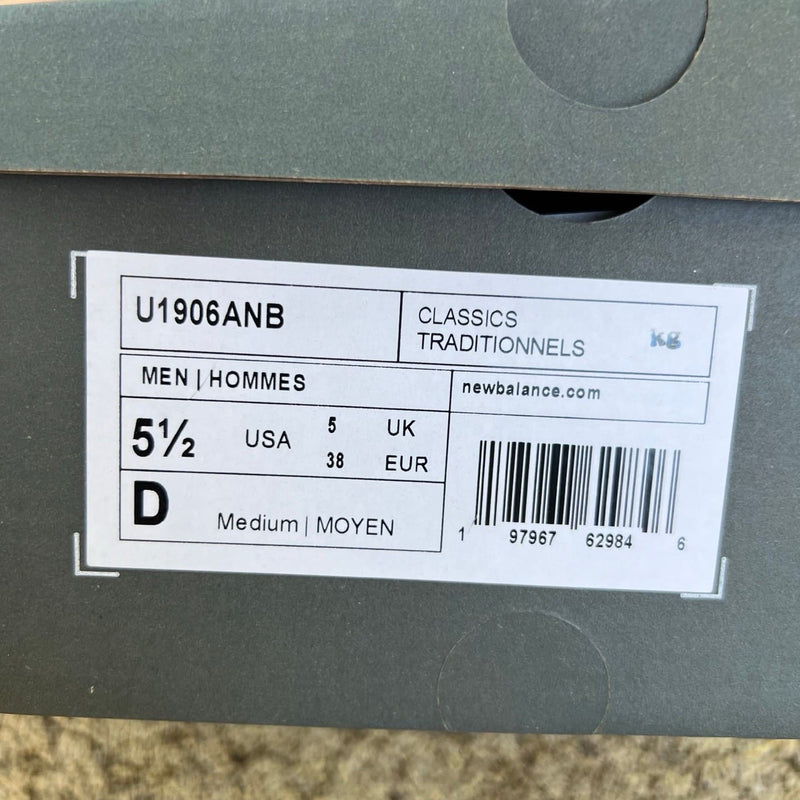 U1906ANB
CLASSICS
TRADITIONNELS
kg
MEN | HOMMES
newbalance.com
5½ USA 5 UK
38 EUR
D Medium | MOYEN
1 97967 62984 6